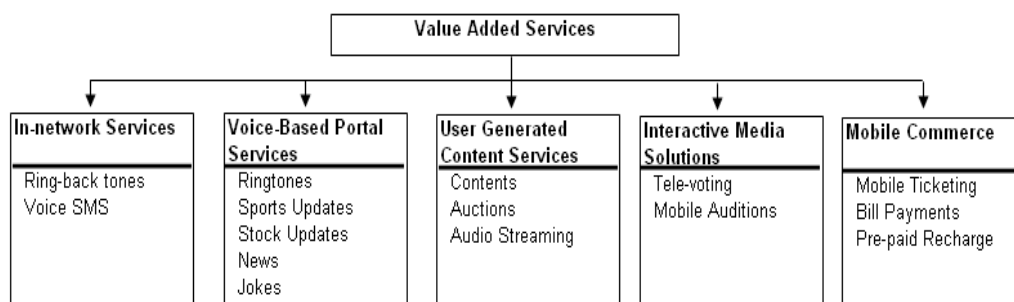 Value Added Services
In-network Services
Ring-back tones
Voice SMS
Voice-Based Portal
Services
Ringtones
Sports Updates
Stock Updates
News
Jokes
User Generated
Content Services
Contents
Auctions
Audio Streaming
Interactive Media
Solutions
Tele-voting
Mobile Auditions
Mobile Commerce
Mobile Ticketing
Bill Payments
Pre-paid Recharge